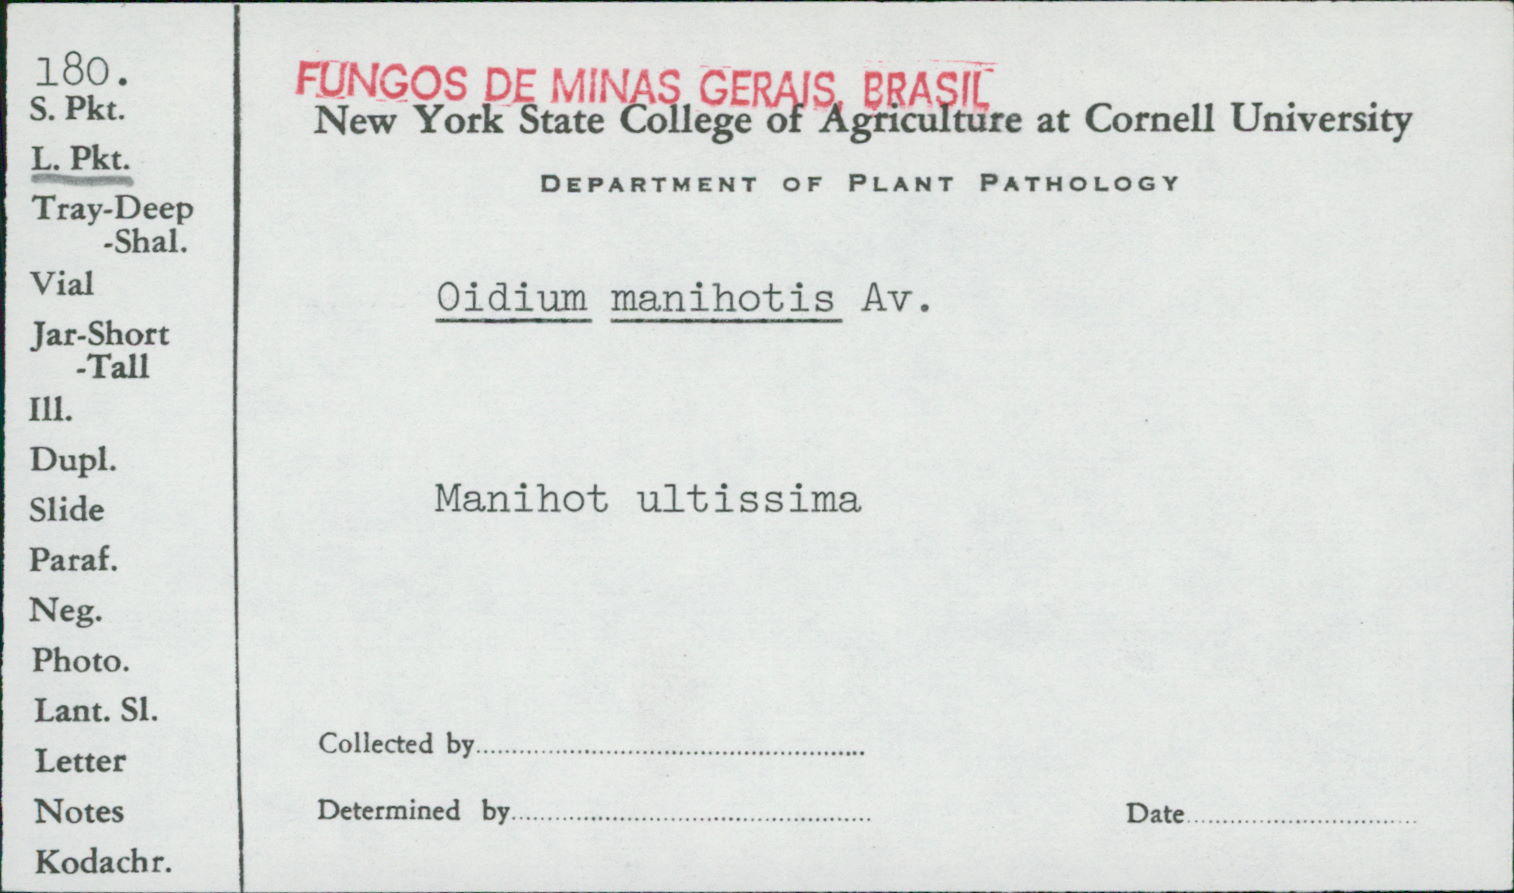 180.
S. Pkt.
L. Pkt.
Tray-Deep
-Shal.
Vial
Jar-Short
-Tall
Ill.
Dupl.
Slide
Paraf.
Neg.
Photo.
Lant. Sl.
Letter
Notes
Kodachr.
FUNGOS DE MINAS GERAIS, BRASIL
New York State College of Agriculture at Cornell University
DEPARTMENT OF PLANT PATHOLOGY
Oidium manihotis Av.
Manihot ultissima
Collected by
Determined by
Date